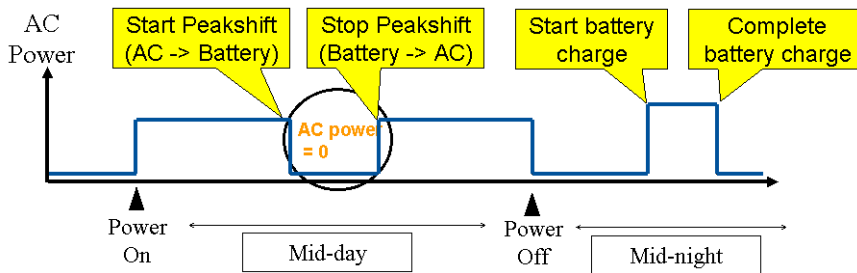 AC
Power
Start Peakshift
(AC -> Battery)
Stop Peakshift
(Battery -> AC)
Start battery
charge
Complete
battery charge
AC power
= 0
Power
On
Mid-day
Power
Off
Mid-night